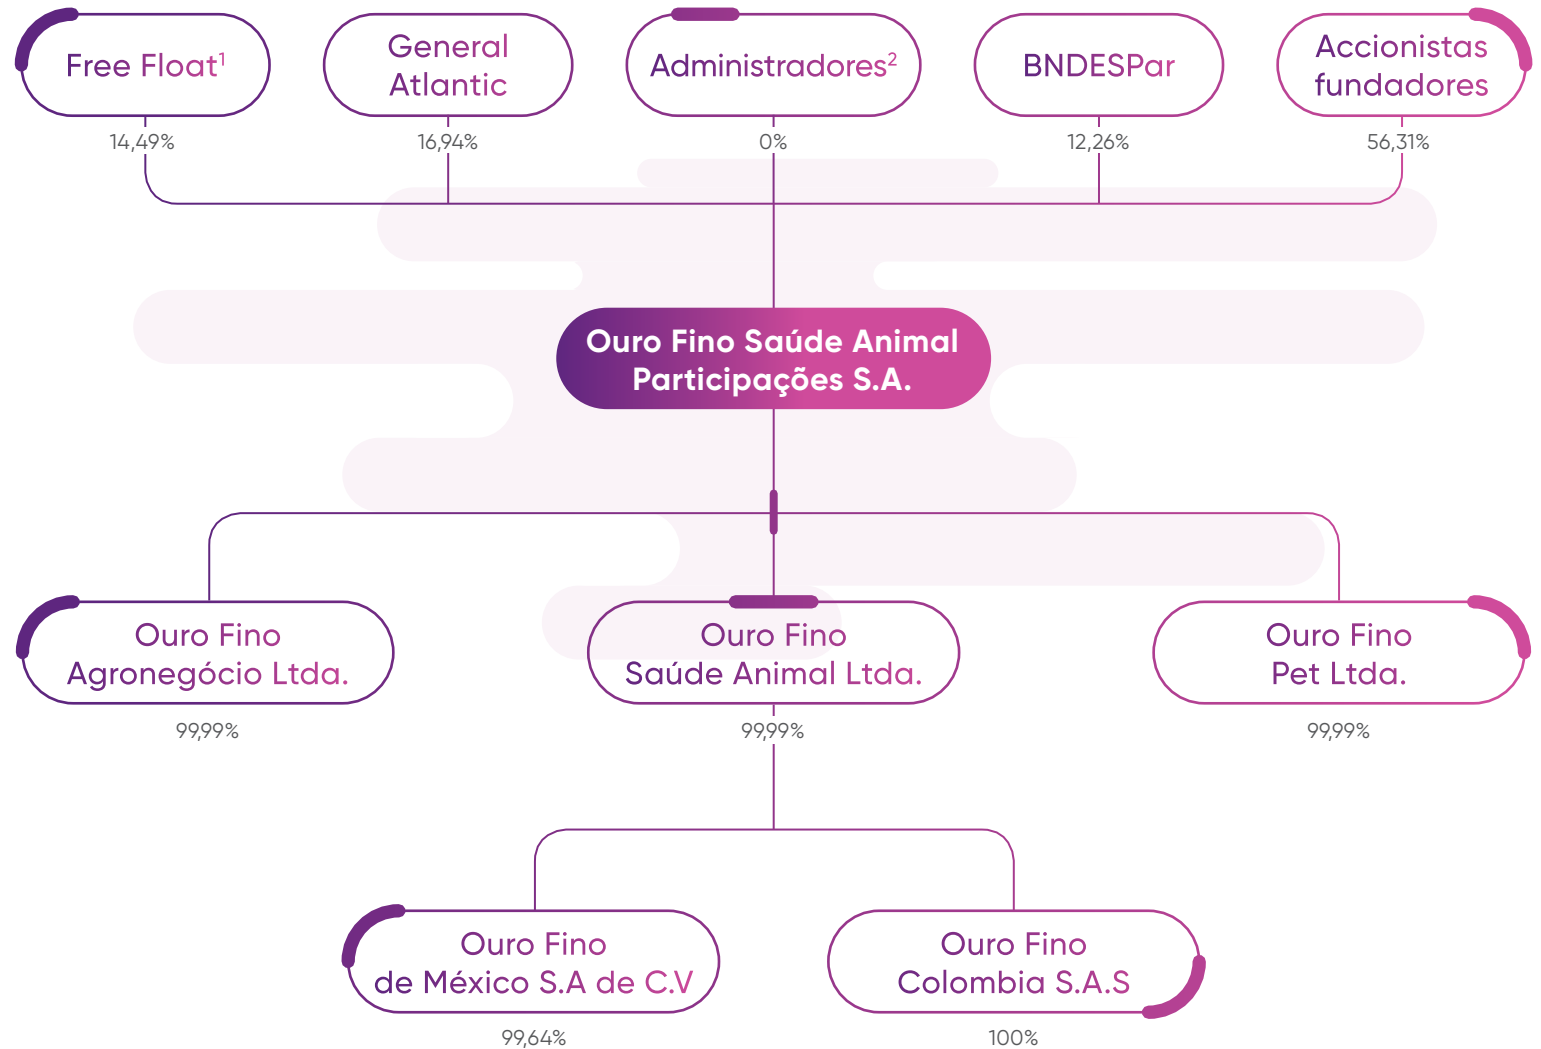 Free Float¹
General
Atlantic
Administradores²
BNDESPar
Accionistas
fundadores
14,49%
16,94%
0%
12,26%
56,31%
Ouro Fino Saúde Animal
Participações S.A.
Ouro Fino
Agronegócio Ltda.
Ouro Fino
Saúde Animal Ltda.
Ouro Fino
Pet Ltda.
99,99%
99,99%
99,99%
Ouro Fino
de México S.A de C.V
Ouro Fino
Colombia S.A.S
99,64%
100%